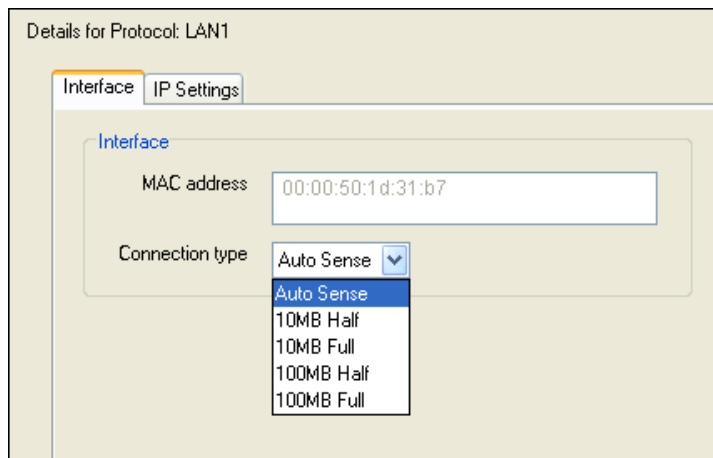 Details for Protocol: LAN1
Interface
IP Settings
Interface
MAC address
00:00:50:1d:31:b7
Connection type
Auto Sense
Auto Sense
10MB Half
10MB Full
100MB Half
100MB Full